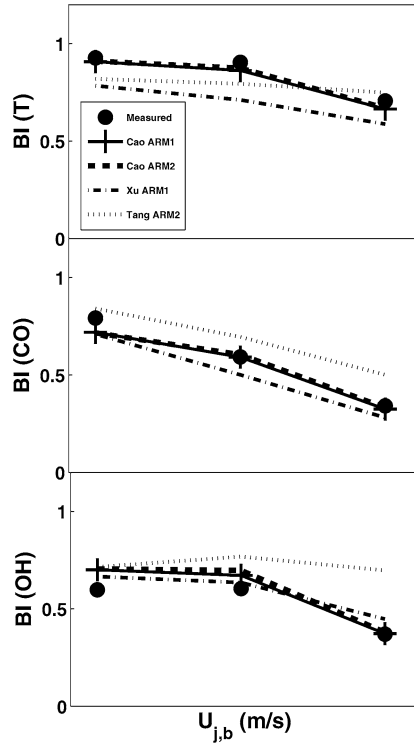 BI (T)
1
0.5
0
Measured
Cao ARM1
Cao ARM2
Xu ARM1
Tang ARM2
BI (CO)
1
0.5
0
BI (OH)
1
0.5
0
U_{j,b} (m/s)